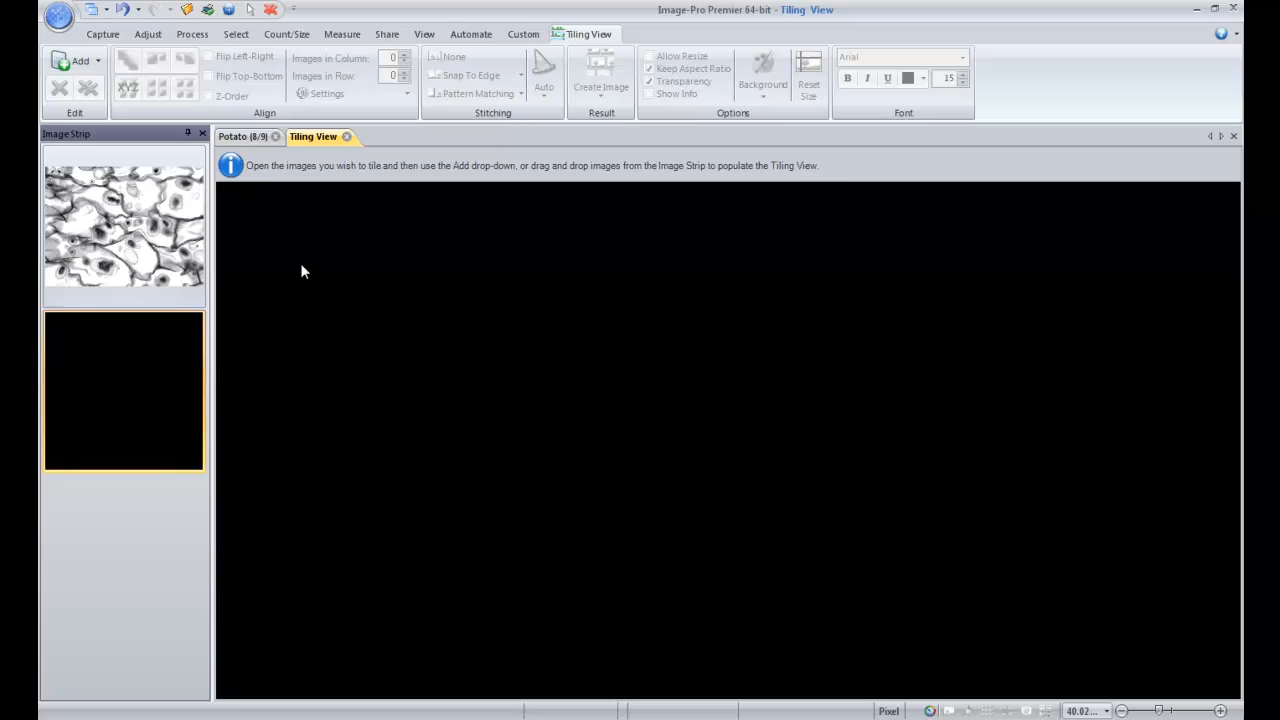 Image-Pro Premier 64-bit - Tiling View
Capture Adjust Process Select Count/Size Measure Share View Automate Custom Tiling View
Add
Edit
Flip Left-Right
Flip Top-Bottom
Z-Order
XYZ
Images in Column: 0
Images in Row: 0
Settings
Align
None
Snap To Edge
Pattern Matching
Auto
Stitching
Create Image
Result
Allow Resize
Keep Aspect Ratio
Transparency
Show Info
Background
Reset Size
Options
Arial
B I U 15
Font
Image Strip
Potato (8/9) Tiling View
Open the images you wish to tile and then use the Add drop-down, or drag and drop images from the Image Strip to populate the Tiling View.
Pixel 40.02...